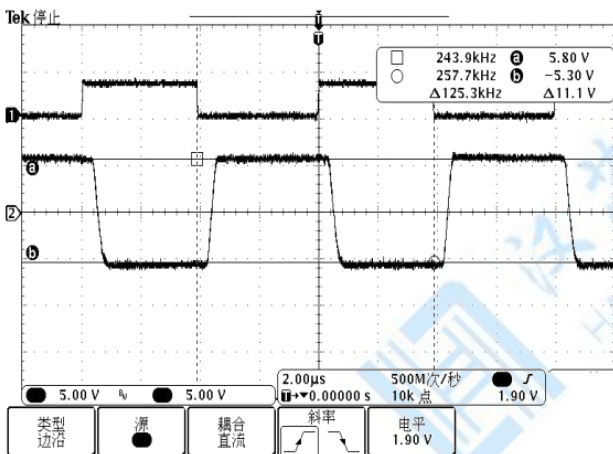 Tek 停止
T
T
243.9kHz a 5.80 V
257.7kHz b −5.30 V
Δ125.3kHz Δ11.1 V
1
a
2
b
5.00 V 5.00 V
2.00μs 500M次/秒
T→▾0.00000 s 10k 点 1.90 V
类型 边沿
源
耦合 直流
斜率
电平 1.90 V